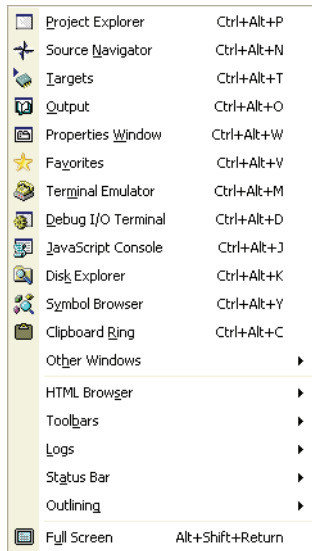 Project Explorer Ctrl+Alt+P
Source Navigator Ctrl+Alt+N
Targets Ctrl+Alt+T
Output Ctrl+Alt+O
Properties Window Ctrl+Alt+W
Favorites Ctrl+Alt+V
Terminal Emulator Ctrl+Alt+M
Debug I/O Terminal Ctrl+Alt+D
JavaScript Console Ctrl+Alt+J
Disk Explorer Ctrl+Alt+K
Symbol Browser Ctrl+Alt+Y
Clipboard Ring Ctrl+Alt+C
Other Windows
HTML Browser
Toolbars
Logs
Status Bar
Outlining
Full Screen Alt+Shift+Return